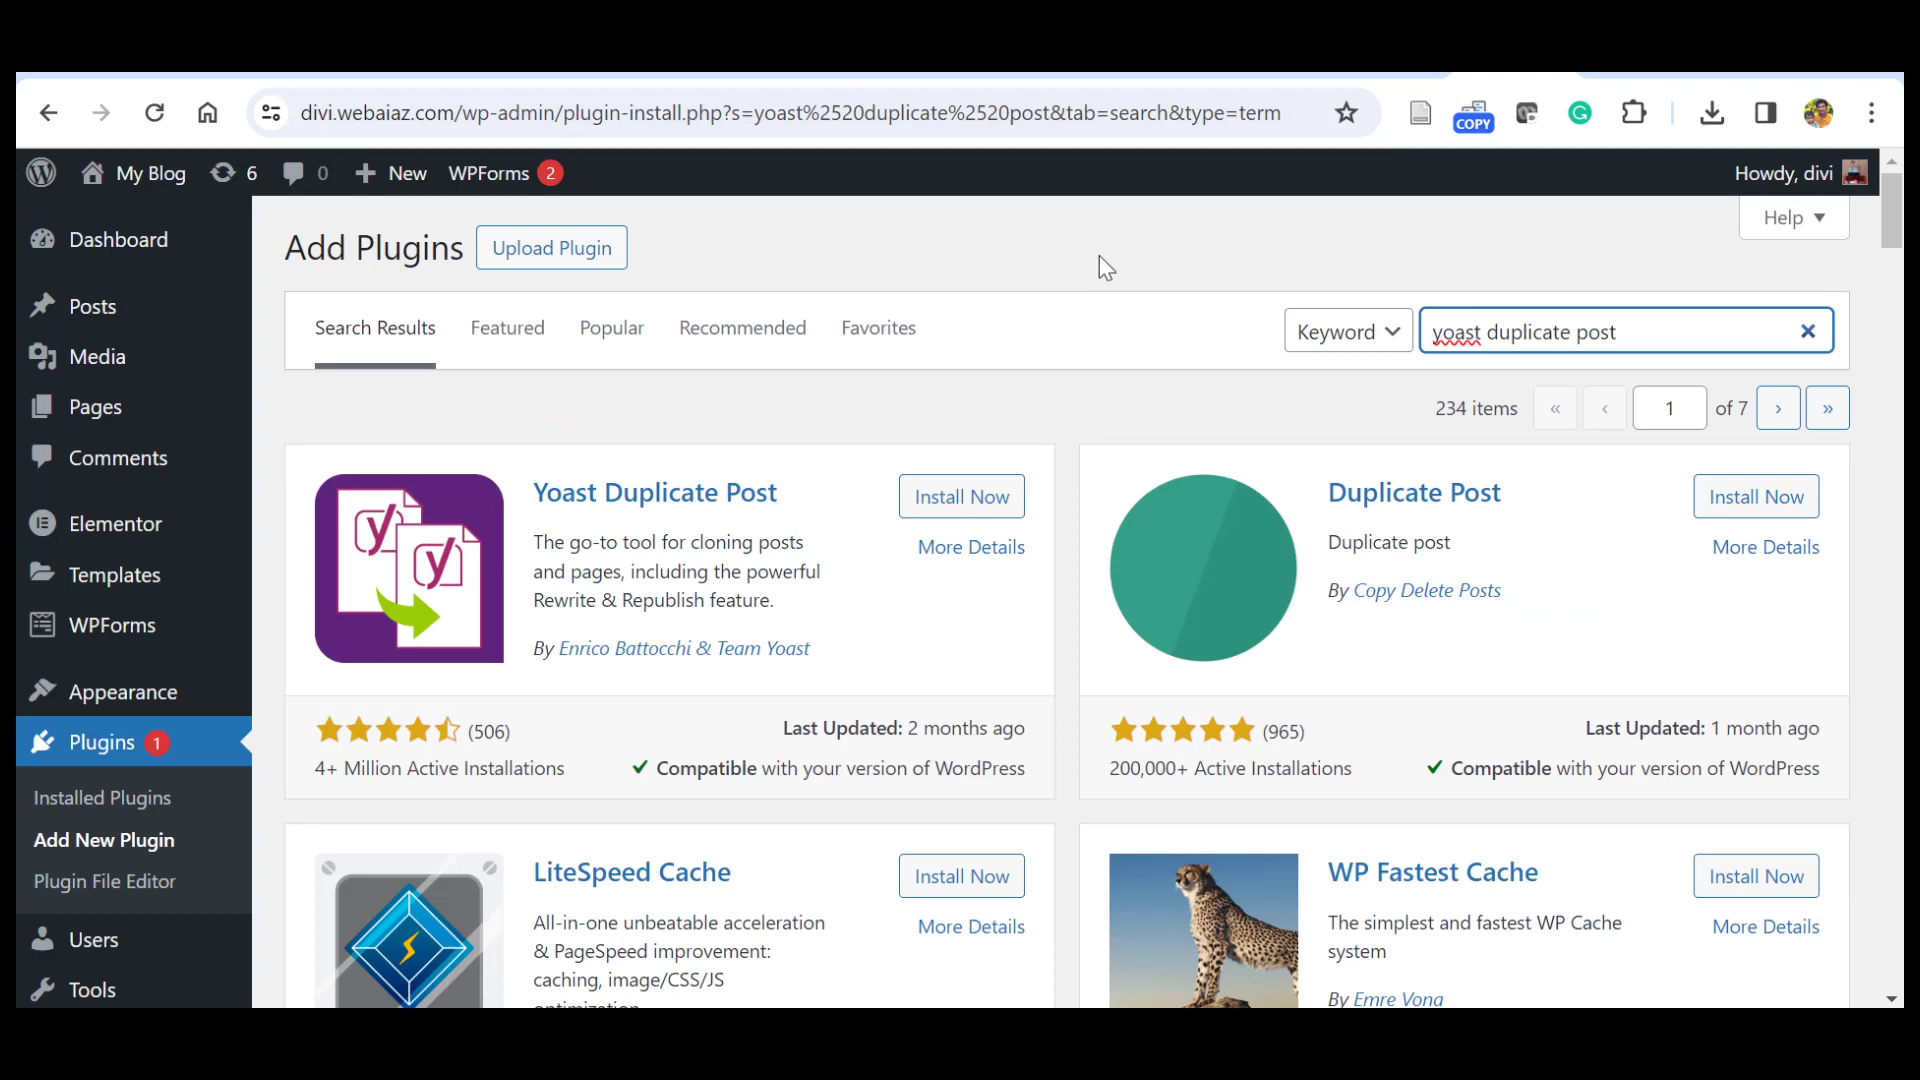 divi.webaiaz.com/wp-admin/plugin-install.php?s=yoast%2520duplicate%2520post&tab=search&type=term
COPY
My Blog 6 0 New WPForms 2 Howdy, divi
Help
Dashboard
Posts
Media
Pages
Comments
Elementor
Templates
WPForms
Appearance
Plugins 1
Installed Plugins
Add New Plugin
Plugin File Editor
Users
Tools
Add Plugins Upload Plugin
Search Results Featured Popular Recommended Favorites Keyword yoast duplicate post
234 items « ‹ 1 of 7 › »
Yoast Duplicate Post
Install Now
More Details
The go-to tool for cloning posts
and pages, including the powerful
Rewrite & Republish feature.
By Enrico Battocchi & Team Yoast
(506)
Last Updated: 2 months ago
4+ Million Active Installations
Compatible with your version of WordPress
Duplicate Post
Install Now
More Details
Duplicate post
By Copy Delete Posts
(965)
Last Updated: 1 month ago
200,000+ Active Installations
Compatible with your version of WordPress
LiteSpeed Cache
Install Now
More Details
All-in-one unbeatable acceleration
& PageSpeed improvement:
caching, image/CSS/JS
optimization
WP Fastest Cache
Install Now
More Details
The simplest and fastest WP Cache
system
By Emre Vona